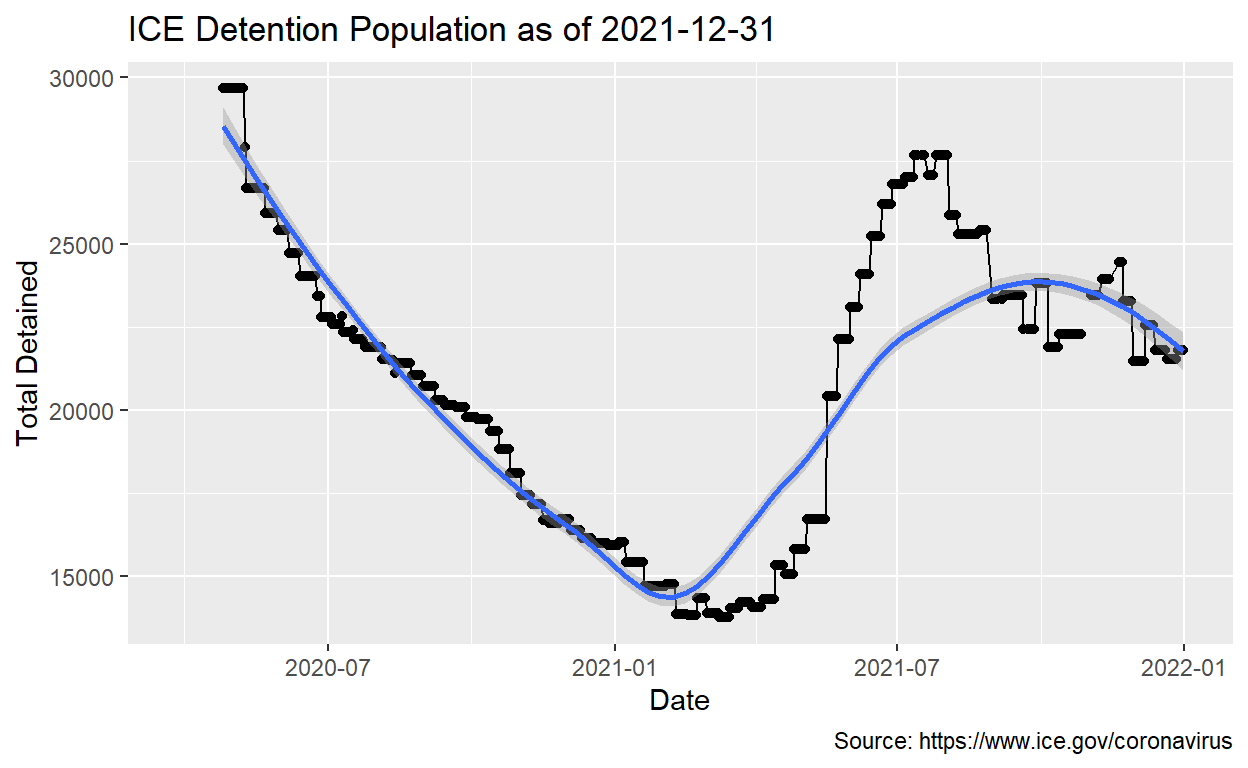 ICE Detention Population as of 2021-12-31
30000
25000
20000
15000
Total Detained
2020-07 2021-01 2021-07 2022-01
Date
Source: https://www.ice.gov/coronavirus